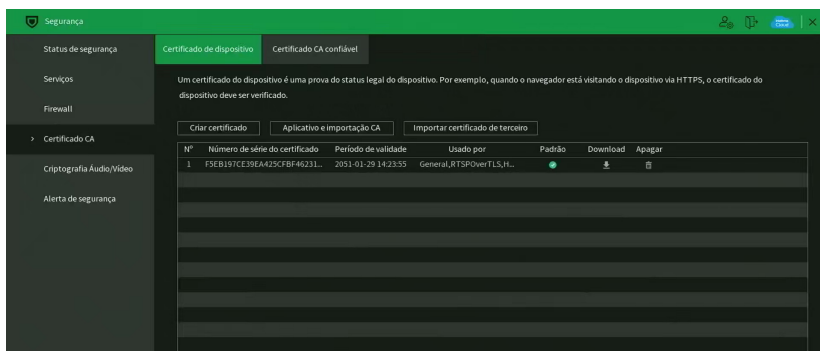 Segurança
Status de segurança
Serviços
Firewall
> Certificado CA
Criptografia Áudio/Vídeo
Alerta de segurança
Certificado de dispositivo Certificado CA confiável
Um certificado do dispositivo é uma prova do status legal do dispositivo. Por exemplo, quando o navegador está visitando o dispositivo via HTTPS, o certificado do
dispositivo deve ser verificado.
Criar certificado Aplicativo e importação CA Importar certificado de terceiro
Nº Número de série do certificado Período de validade Usado por Padrão Download Apagar
1 F5EB197CE39EA425CFBF46231... 2051-01-29 14:23:55 General,RTSPOverTLS,H...